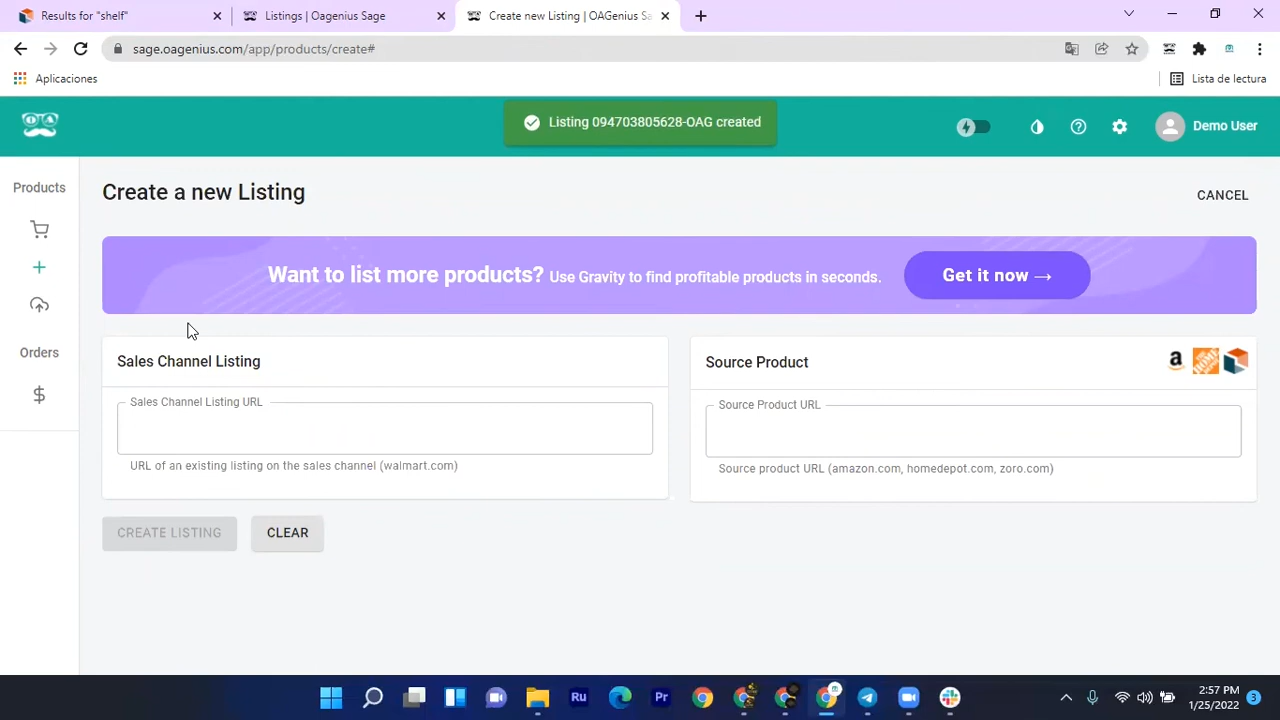 Results for "shelf"
Listings | Oagenius Sage
Create new Listing | OAGenius Sa
sage.oagenius.com/app/products/create#
Aplicaciones
Lista de lectura
Listing 094703805628-OAG created
Demo User
Products
Create a new Listing
CANCEL
Want to list more products? Use Gravity to find profitable products in seconds.
Get it now →
Orders
Sales Channel Listing
Source Product
Sales Channel Listing URL
Source Product URL
URL of an existing listing on the sales channel (walmart.com)
Source product URL (amazon.com, homedepot.com, zoro.com)
CREATE LISTING
CLEAR
Ru
Pr
2:57 PM
1/25/2022
3